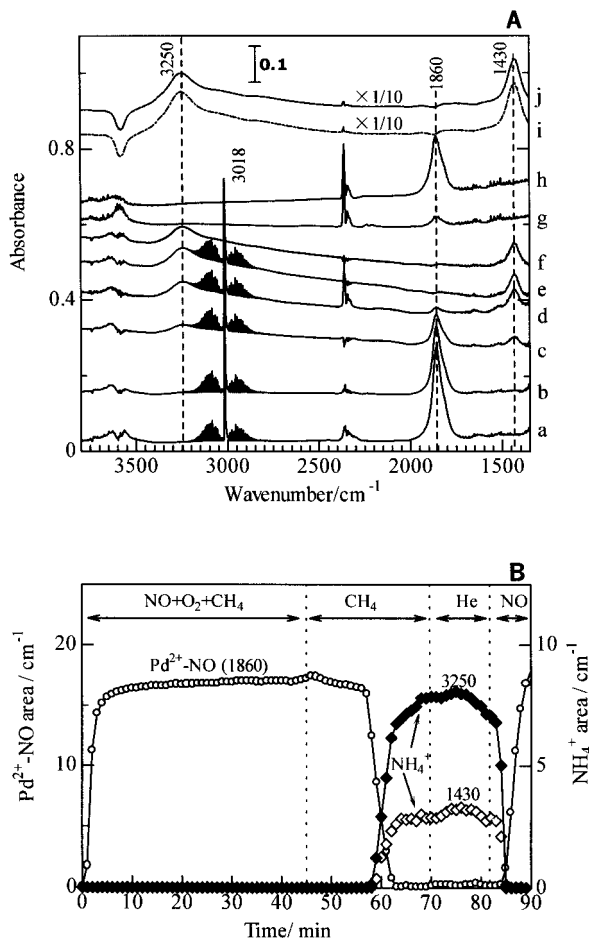 A
3250
0.1
1860
1430
×1/10
j
×1/10
i
0.8
3018
h
g
Absorbance
f
e
0.4
d
c
b
a
0
3500 3000 2500 2000 1500
Wavenumber/cm-1
B
NO+O2+CH4 CH4 He NO
20 10
Pd2+-NO (1860)
3250
Pd2+-NO area / cm-1
NH4+ area / cm-1
NH4+
10 5
1430
0 0
0 10 20 30 40 50 60 70 80 90
Time/ min